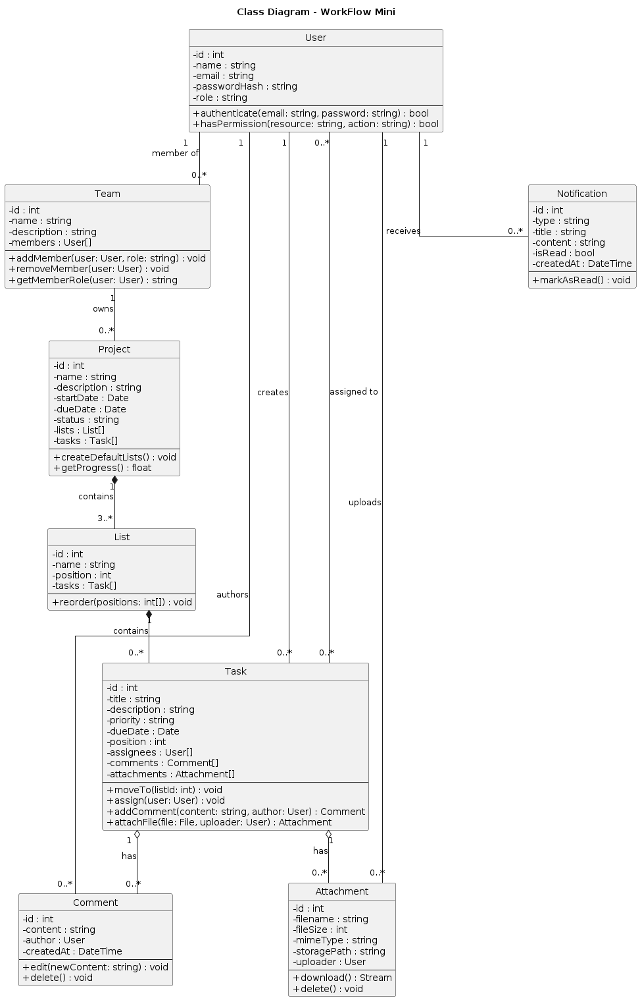 Class Diagram - WorkFlow Mini
User
-id : int
-name : string
-email : string
-passwordHash : string
-role : string
+authenticate(email: string, password: string) : bool
+hasPermission(resource: string, action: string) : bool
1
1
1
0..*
1
1
member of
0..*
Team
-id : int
-name : string
-description : string
-members : User[]
+addMember(user: User, role: string) : void
+removeMember(user: User) : void
+getMemberRole(user: User) : string
Notification
-id : int
-type : string
-title : string
-content : string
-isRead : bool
-createdAt : DateTime
+markAsRead() : void
receives
0..*
1
owns
0..*
Project
-id : int
-name : string
-description : string
-startDate : Date
-dueDate : Date
-status : string
-lists : List[]
-tasks : Task[]
+createDefaultLists() : void
+getProgress() : float
creates
assigned to
1
contains
3..*
uploads
List
-id : int
-name : string
-position : int
-tasks : Task[]
+reorder(positions: int[]) : void
authors
1
contains
0..*
0..*
0..*
Task
-id : int
-title : string
-description : string
-priority : string
-dueDate : Date
-position : int
-assignees : User[]
-comments : Comment[]
-attachments : Attachment[]
+moveTo(listId: int) : void
+assign(user: User) : void
+addComment(content: string, author: User) : Comment
+attachFile(file: File, uploader: User) : Attachment
1
has
0..*
0..*
1
has
0..*
0..*
Comment
-id : int
-content : string
-author : User
-createdAt : DateTime
+edit(newContent: string) : void
+delete() : void
Attachment
-id : int
-filename : string
-fileSize : int
-mimeType : string
-storagePath : string
-uploader : User
+download() : Stream
+delete() : void